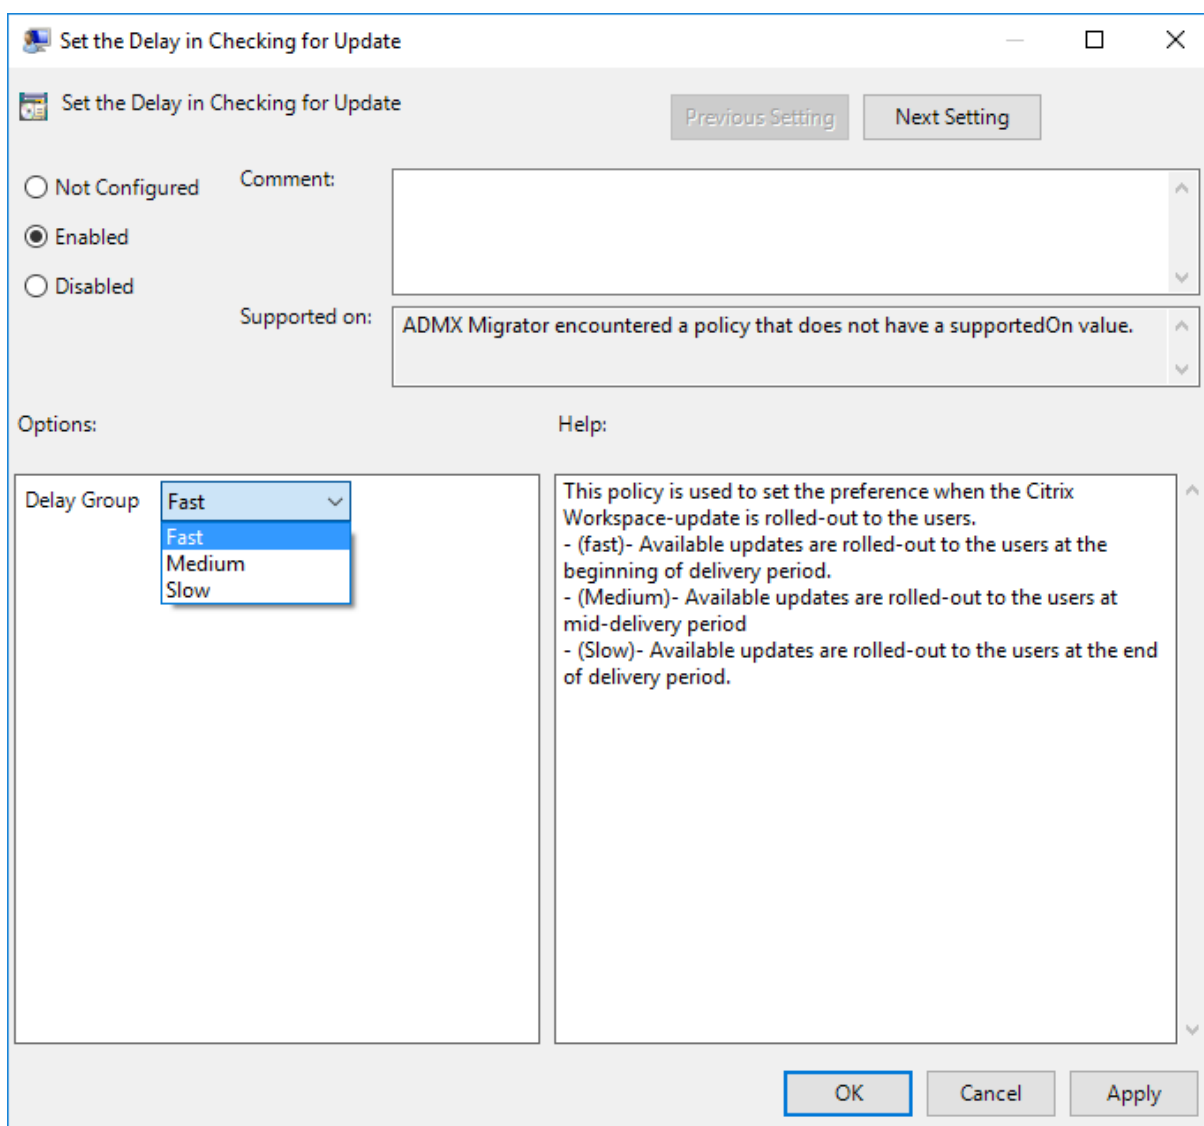 Set the Delay in Checking for Update
Set the Delay in Checking for Update
Previous Setting
Next Setting
Not Configured
Enabled
Disabled
Comment:
Supported on:
ADMX Migrator encountered a policy that does not have a supportedOn value.
Options:
Help:
Delay Group
Fast
Fast
Medium
Slow
This policy is used to set the preference when the Citrix
Workspace-update is rolled-out to the users.
- (fast)- Available updates are rolled-out to the users at the
beginning of delivery period.
- (Medium)- Available updates are rolled-out to the users at
mid-delivery period
- (Slow)- Available updates are rolled-out to the users at the end
of delivery period.
OK
Cancel
Apply